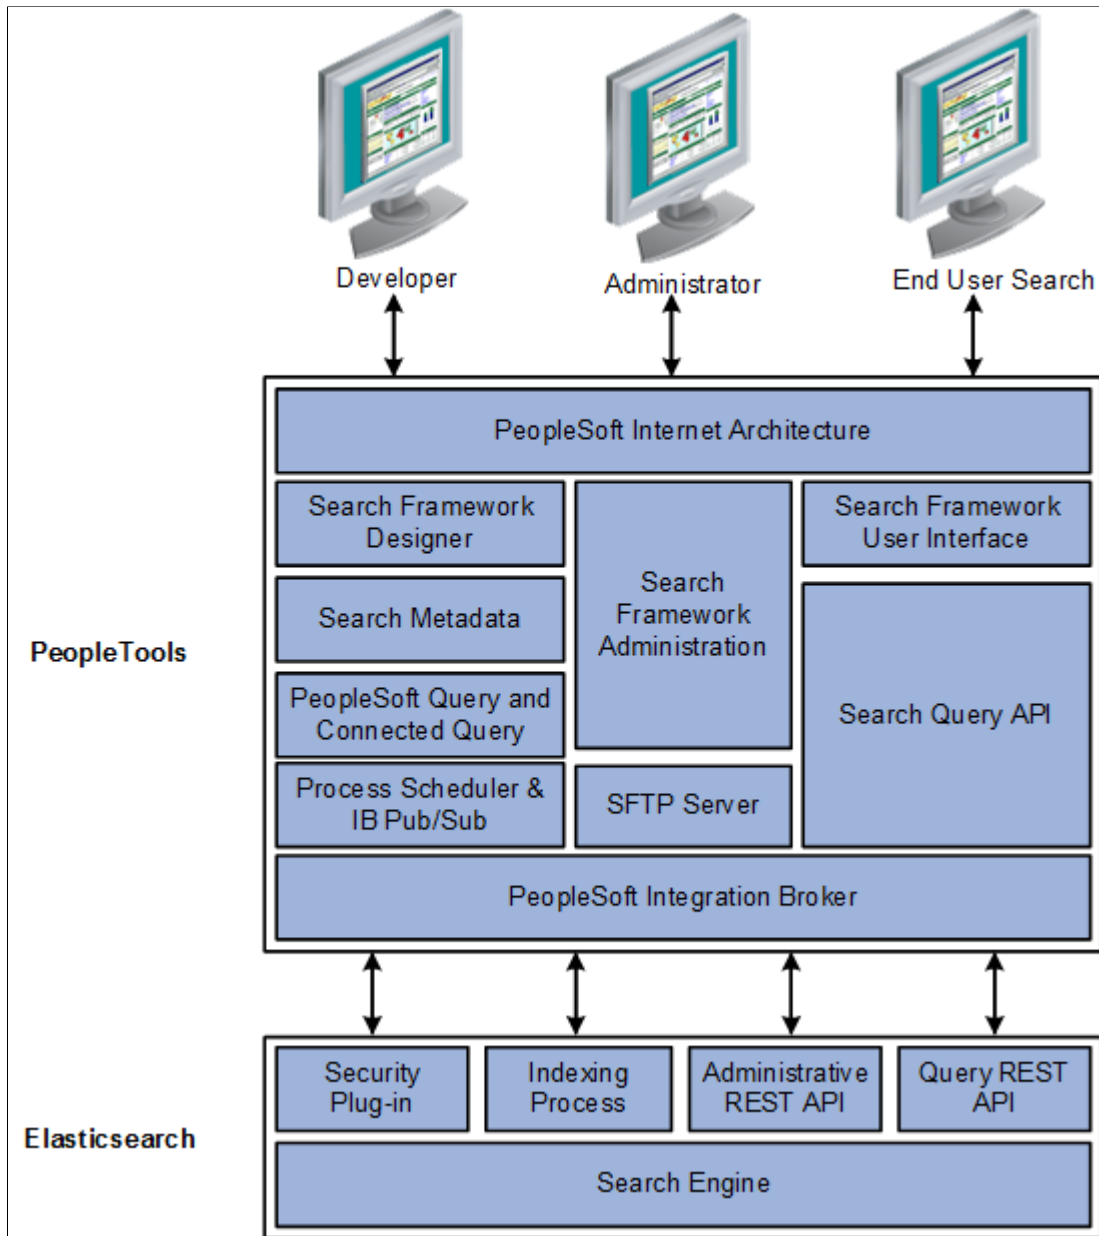 Developer
Administrator
End User Search
PeopleSoft Internet Architecture
Search Framework
Designer
Search
Framework
Administration
Search Framework
User Interface
Search Metadata
PeopleTools
Search Query API
PeopleSoft Query and
Connected Query
Process Scheduler &
IB Pub/Sub
SFTP Server
PeopleSoft Integration Broker
Security
Plug-in
Indexing
Process
Administrative
REST API
Query REST
API
Elasticsearch
Search Engine